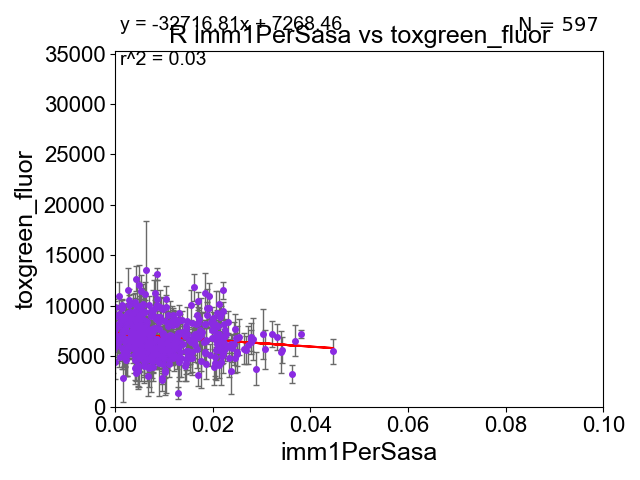 y = -32716.81x + 7268.46
N = 597
R imm1PerSasa vs toxgreen_fluor
r^2 = 0.03
35000
30000
25000
20000
15000
10000
5000
0
toxgreen_fluor
0.00 0.02 0.04 0.06 0.08 0.10
imm1PerSasa